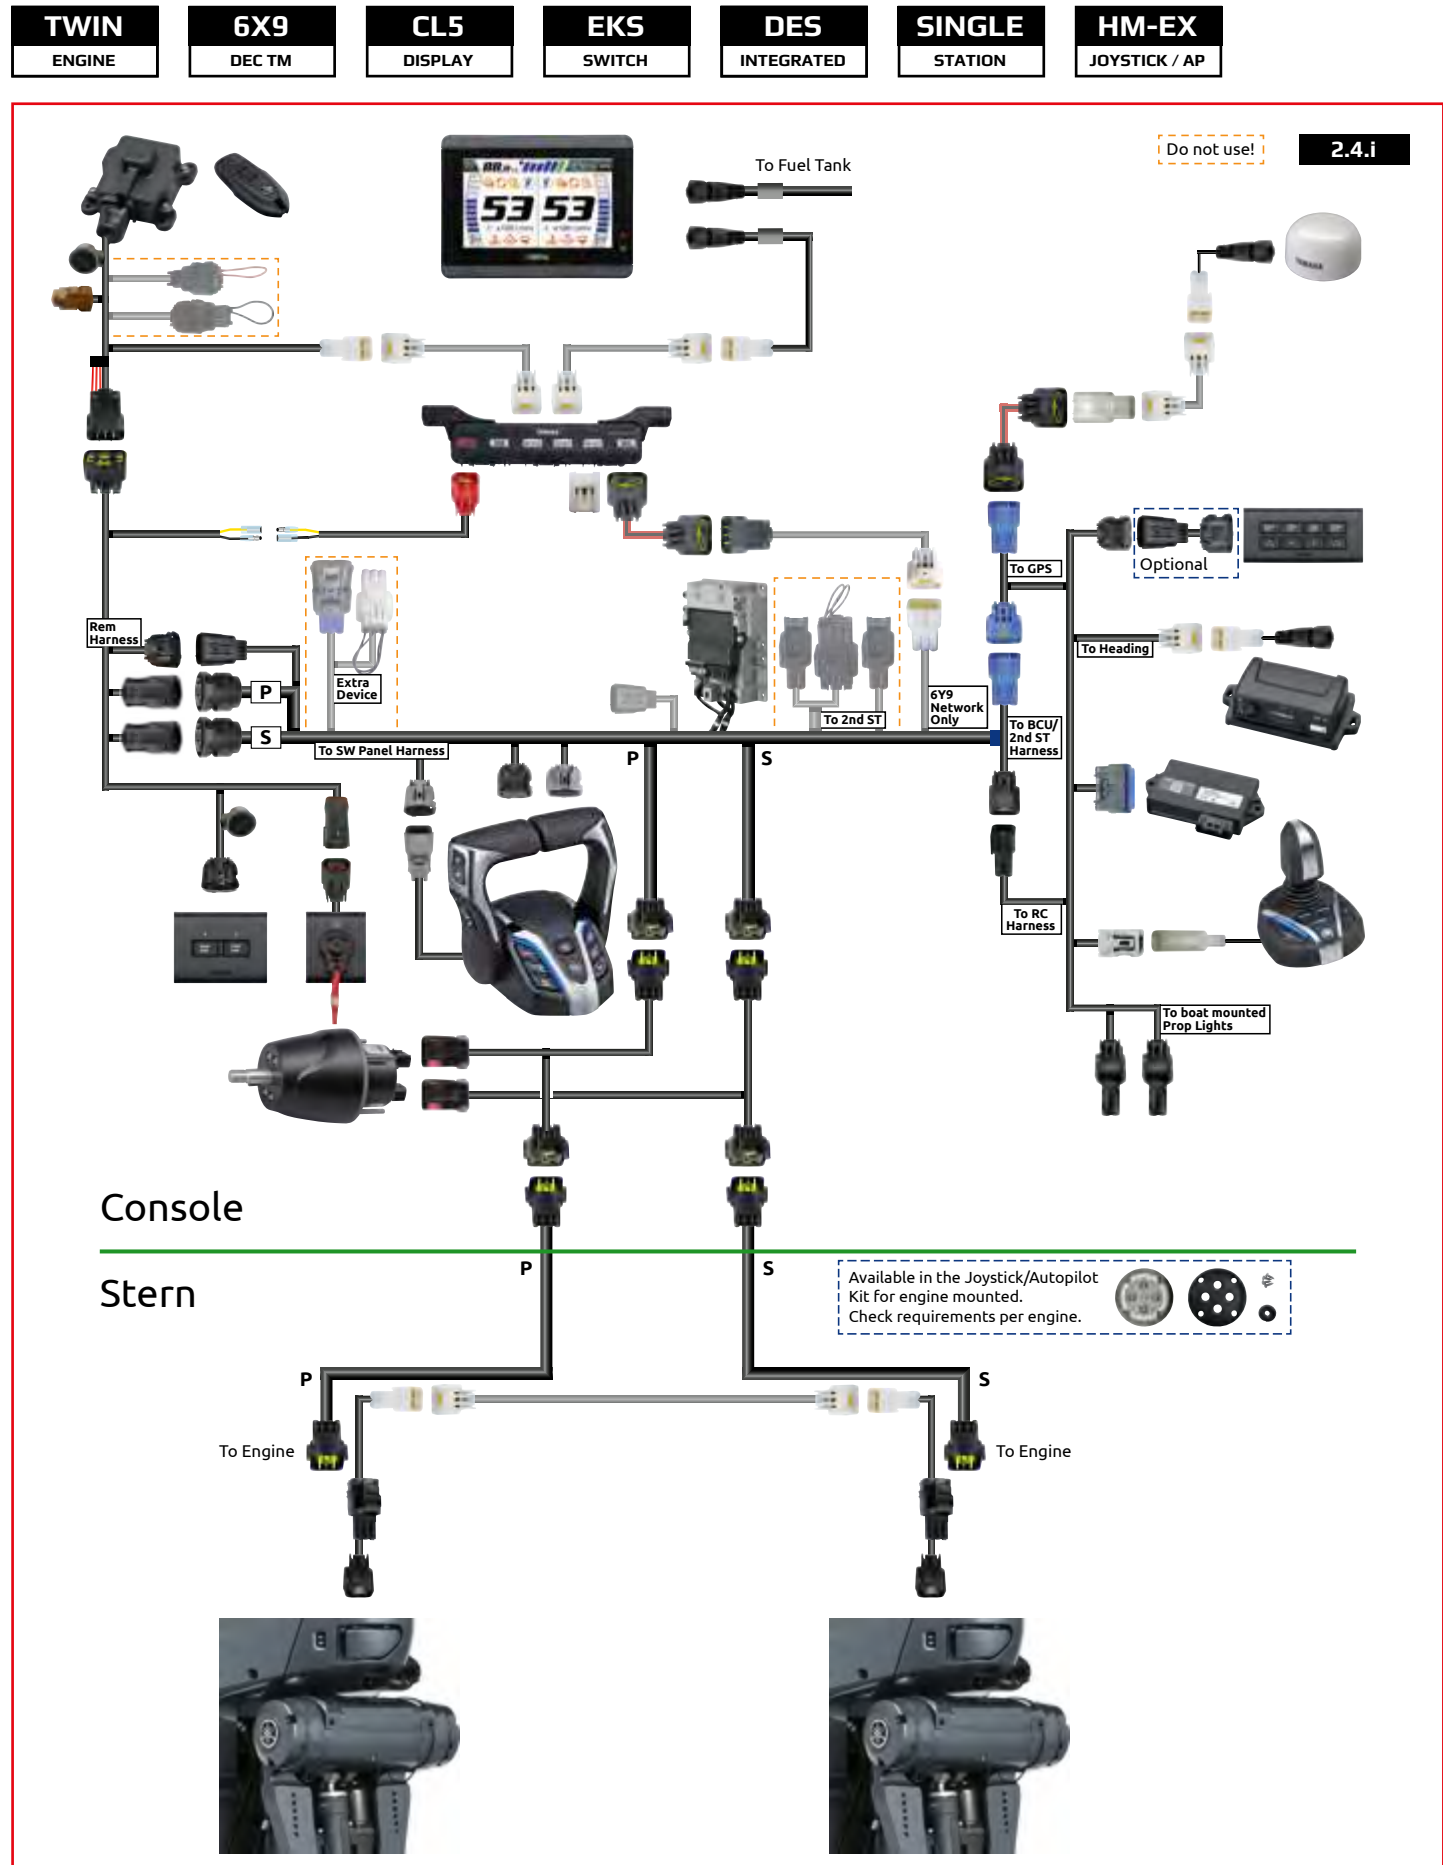 TWIN
ENGINE
6X9
DEC TM
CL5
DISPLAY
EKS
SWITCH
DES
INTEGRATED
SINGLE
STATION
HM-EX
JOYSTICK / AP
Do not use!
2.4.i
To Fuel Tank
53 53
YAMAHA
To GPS
Optional
Rem
Harness
P
S
Extra
Device
To SW Panel Harness
To 2nd ST
6Y9
Network
Only
To BCU/
2nd ST
Harness
To Heading
P
S
To RC
Harness
To boat mounted
Prop Lights
Console
Stern
P
S
Available in the Joystick/Autopilot
Kit for engine mounted.
Check requirements per engine.
P
S
To Engine
To Engine